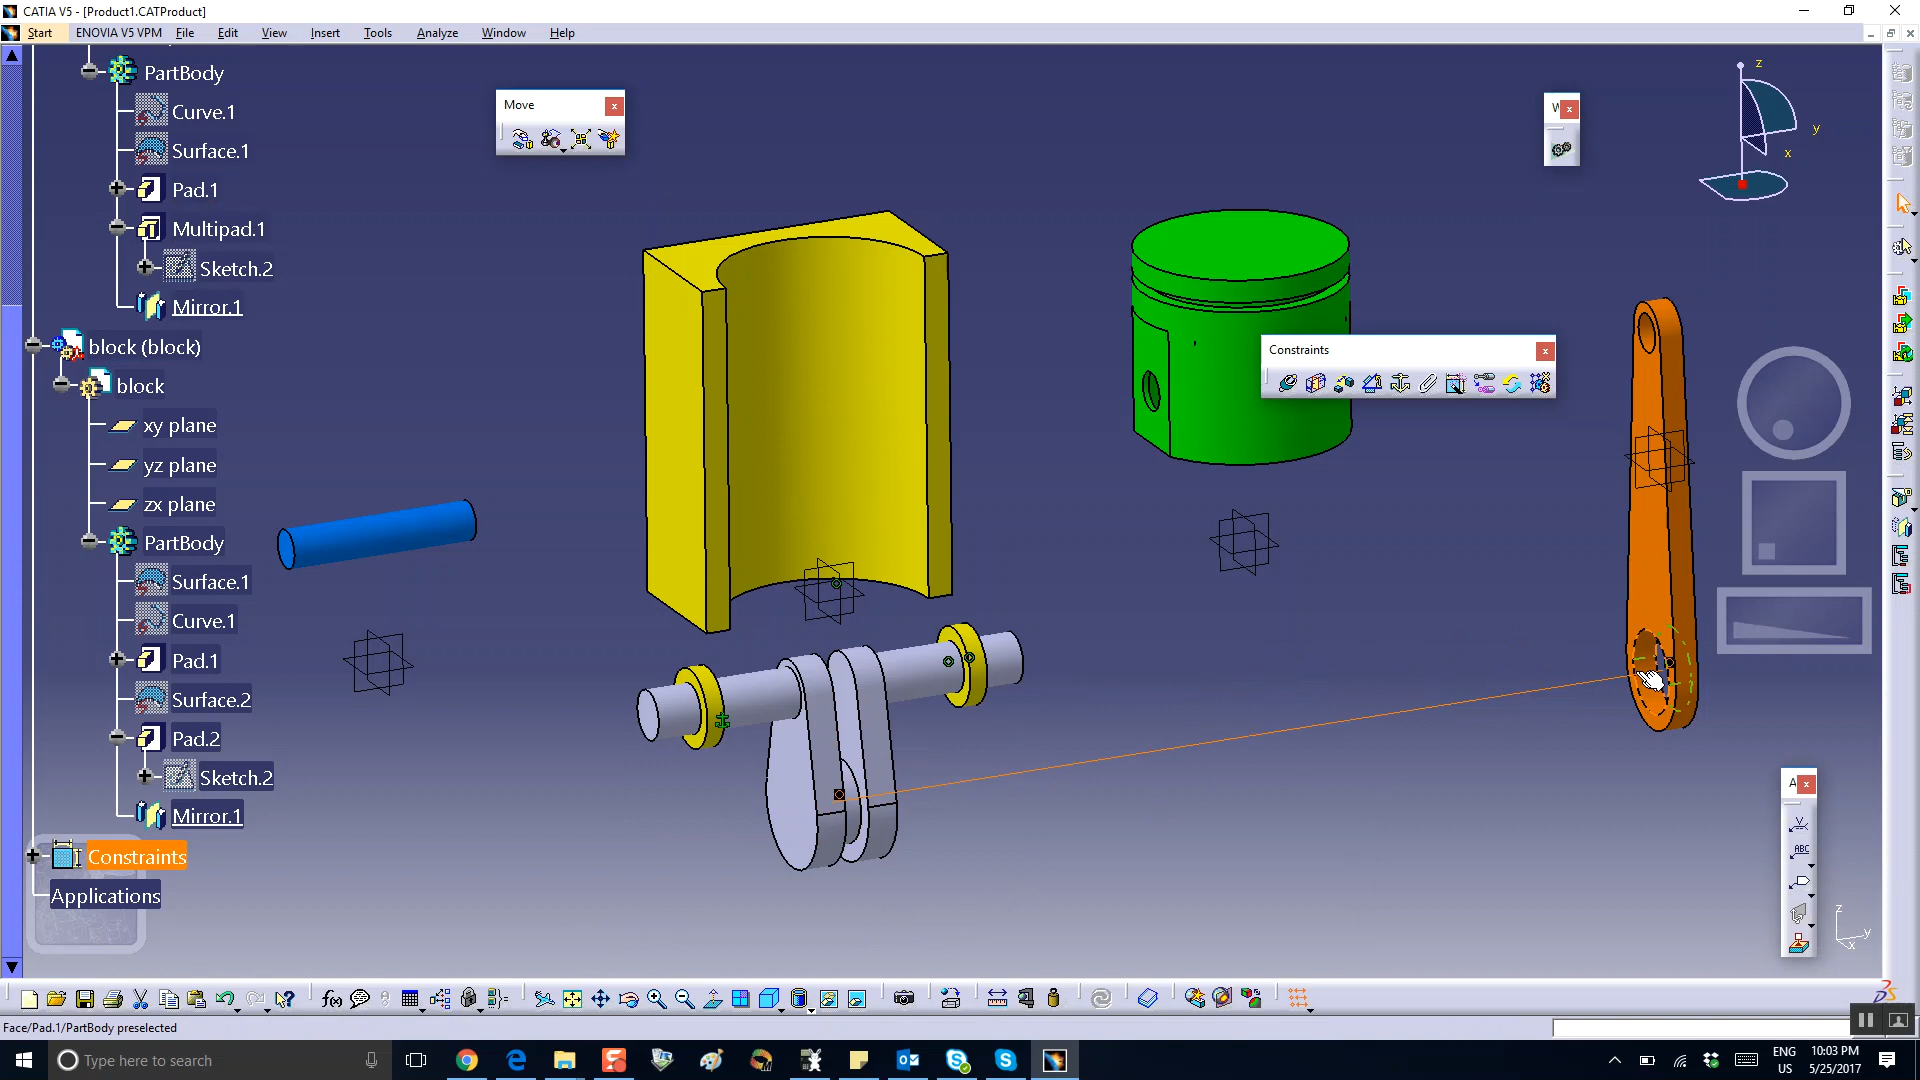 CATIA V5 - [Product1.CATProduct]
Start ENOVIA V5 VPM File Edit View Insert Tools Analyze Window Help
PartBody
Curve.1
Surface.1
Pad.1
Multipad.1
Sketch.2
Mirror.1
block (block)
block
xy plane
yz plane
zx plane
PartBody
Surface.1
Curve.1
Pad.1
Surface.2
Pad.2
Sketch.2
Mirror.1
Constraints
Applications
Move
Constraints
z
y
x
A
ABC
z
y
x
f(x)
Face/Pad.1/PartBody preselected
Type here to search
ENG
US
10:03 PM
5/25/2017